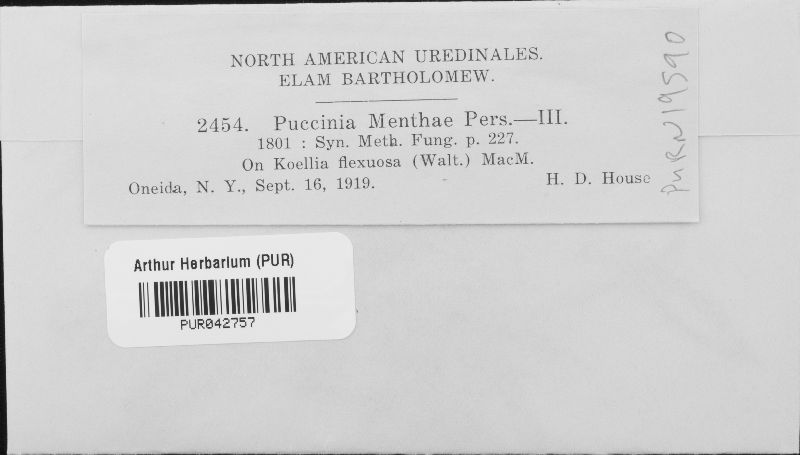 NORTH AMERICAN UREDINALES.
ELAM BARTHOLOMEW.
2454. Puccinia Menthae Pers.—III.
1801 : Syn. Meth. Fung. p. 227.
On Koellia flexuosa (Walt.) MacM.
Oneida, N. Y., Sept. 16, 1919. H. D. House
PURN19590
Arthur Herbarium (PUR)
PUR042757